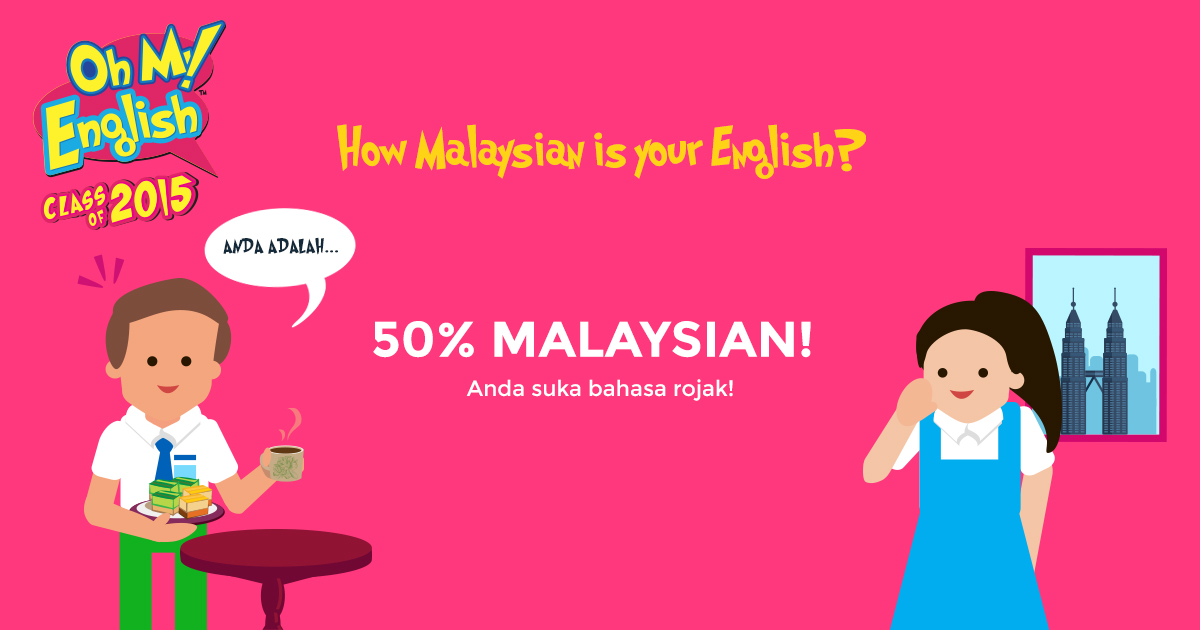 Oh My!
English™
CLASS OF 2015
How Malaysian is your English?
ANDA ADALAH...
50% MALAYSIAN!
Anda suka bahasa rojak!